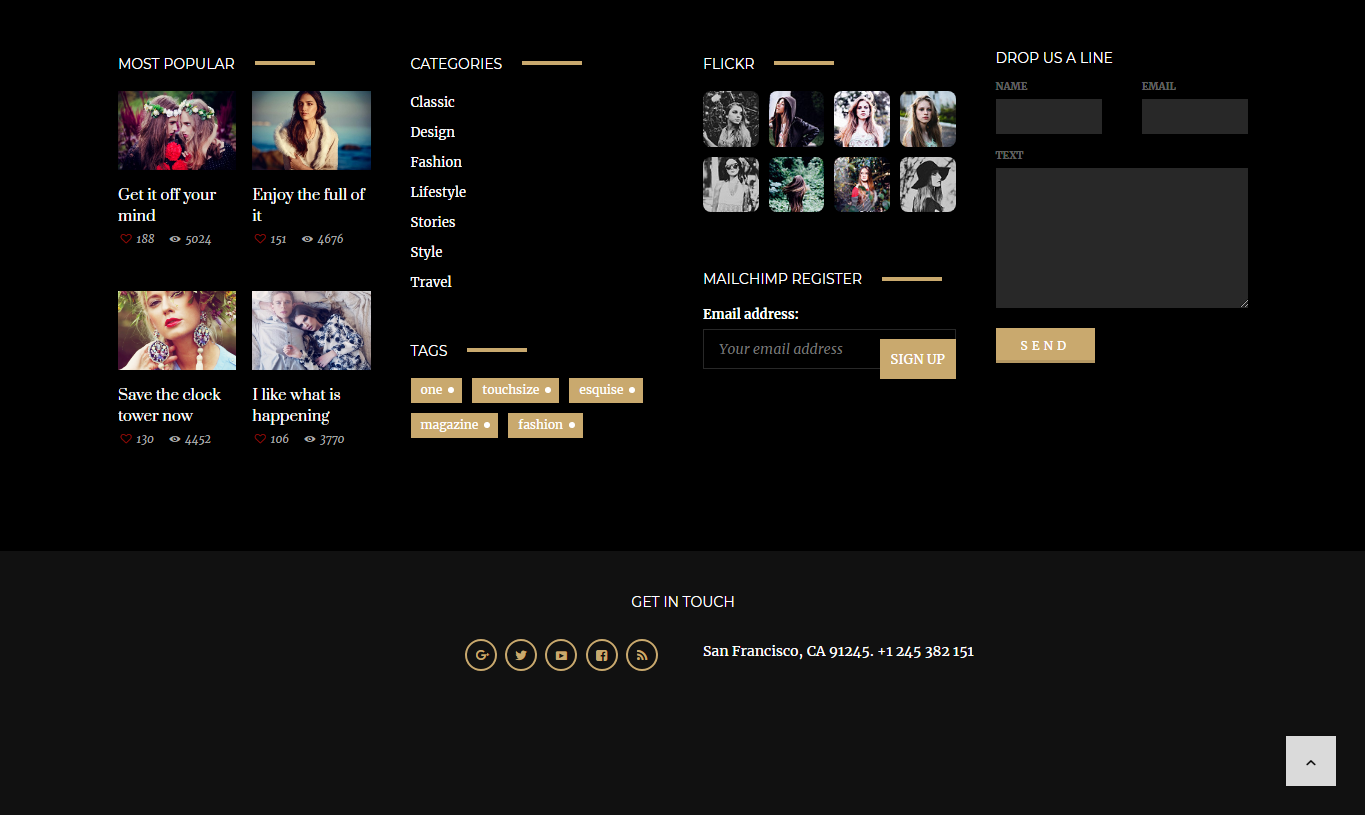 MOST POPULAR
Get it off your
mind
188 5024
Enjoy the full of
it
151 4676
Save the clock
tower now
130 4452
I like what is
happening
106 3770
CATEGORIES
Classic
Design
Fashion
Lifestyle
Stories
Style
Travel
TAGS
one touchsize esquise
magazine fashion
FLICKR
MAILCHIMP REGISTER
Email address:
Your email address SIGN UP
DROP US A LINE
NAME EMAIL
TEXT
SEND
GET IN TOUCH
San Francisco, CA 91245. +1 245 382 151